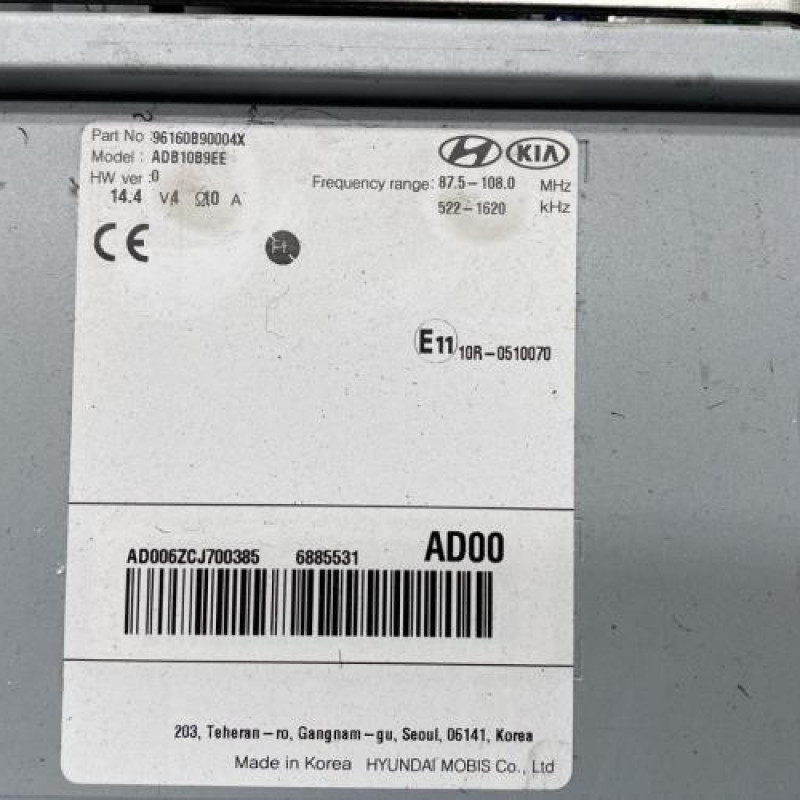 Part No :96160B90004X
Model : ADB10B9EE
HW ver :0
14.4 V 4 Ω 10 A
KIA
Frequency range: 87.5-108.0 MHz
522-1620 kHz
CE
E11 10R-0510070
AD006ZCJ700385 6885531 AD00
203, Teheran-ro, Gangnam-gu, Seoul, 06141, Korea
Made in Korea HYUNDAI MOBIS Co., Ltd